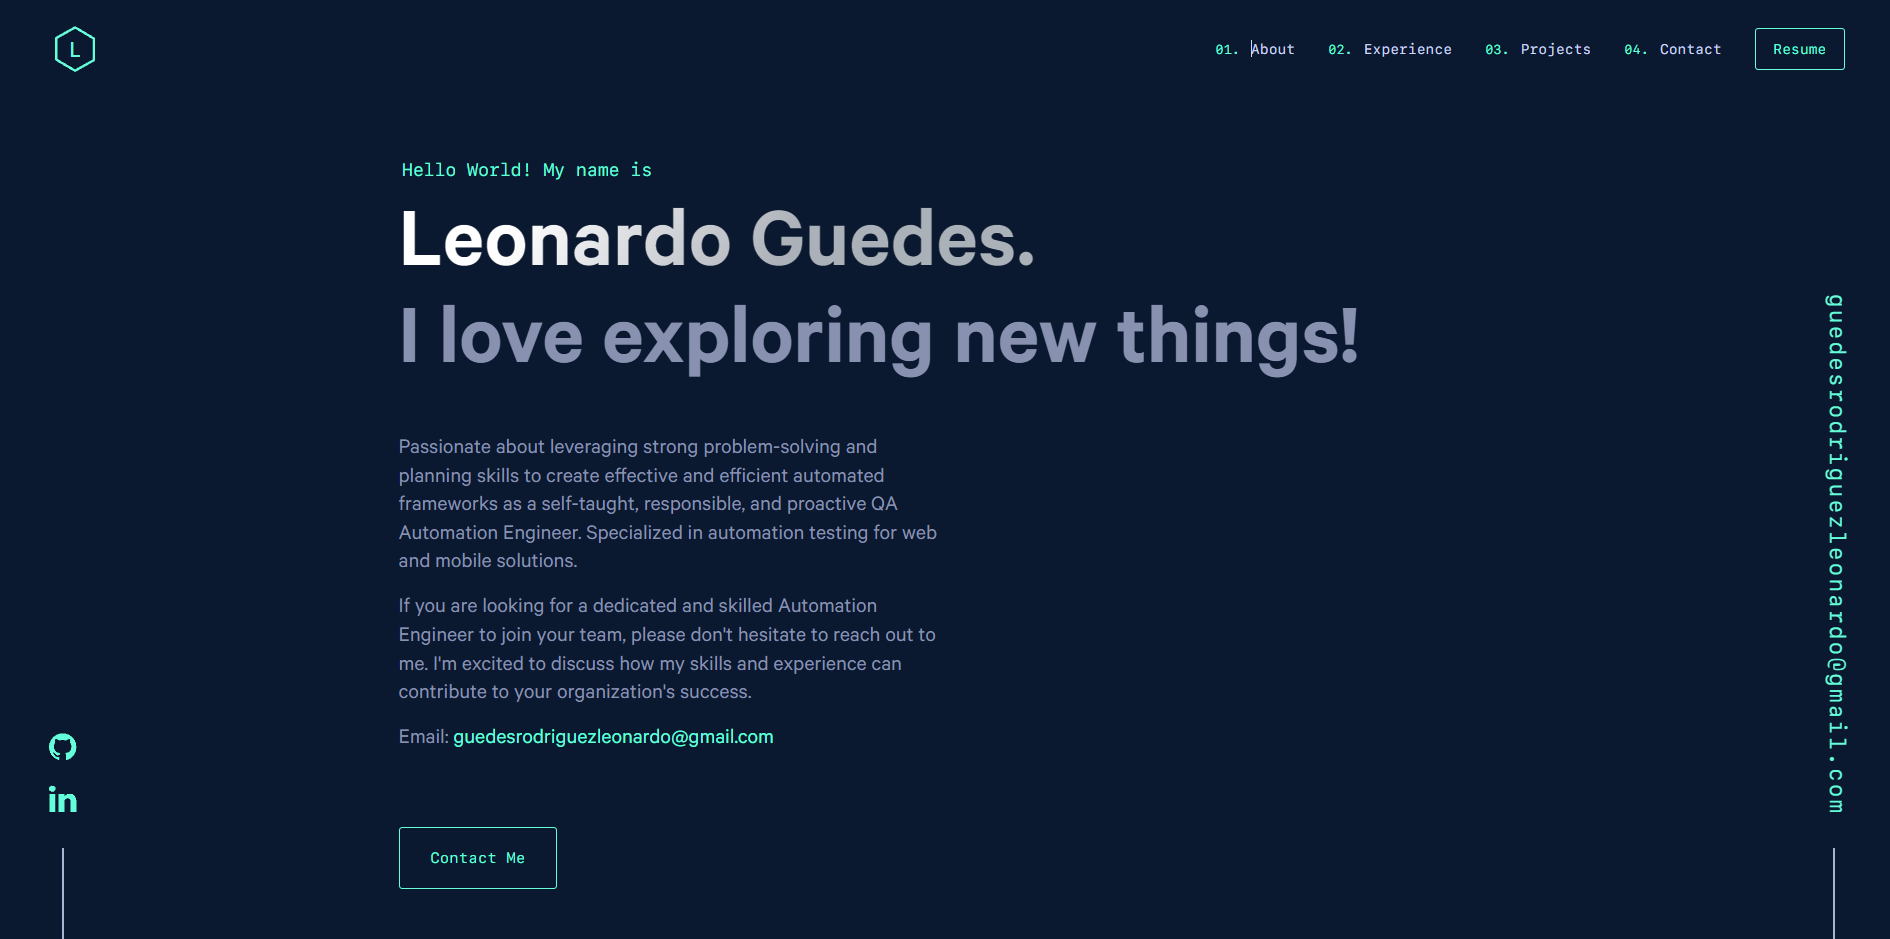 L
01. About 02. Experience 03. Projects 04. Contact Resume
Hello World! My name is
Leonardo Guedes.
I love exploring new things!
Passionate about leveraging strong problem-solving and
planning skills to create effective and efficient automated
frameworks as a self-taught, responsible, and proactive QA
Automation Engineer. Specialized in automation testing for web
and mobile solutions.
If you are looking for a dedicated and skilled Automation
Engineer to join your team, please don't hesitate to reach out to
me. I'm excited to discuss how my skills and experience can
contribute to your organization's success.
Email: guedesrodriguezleonardo@gmail.com
in
Contact Me
guedesrodriguezleonardo@gmail.com